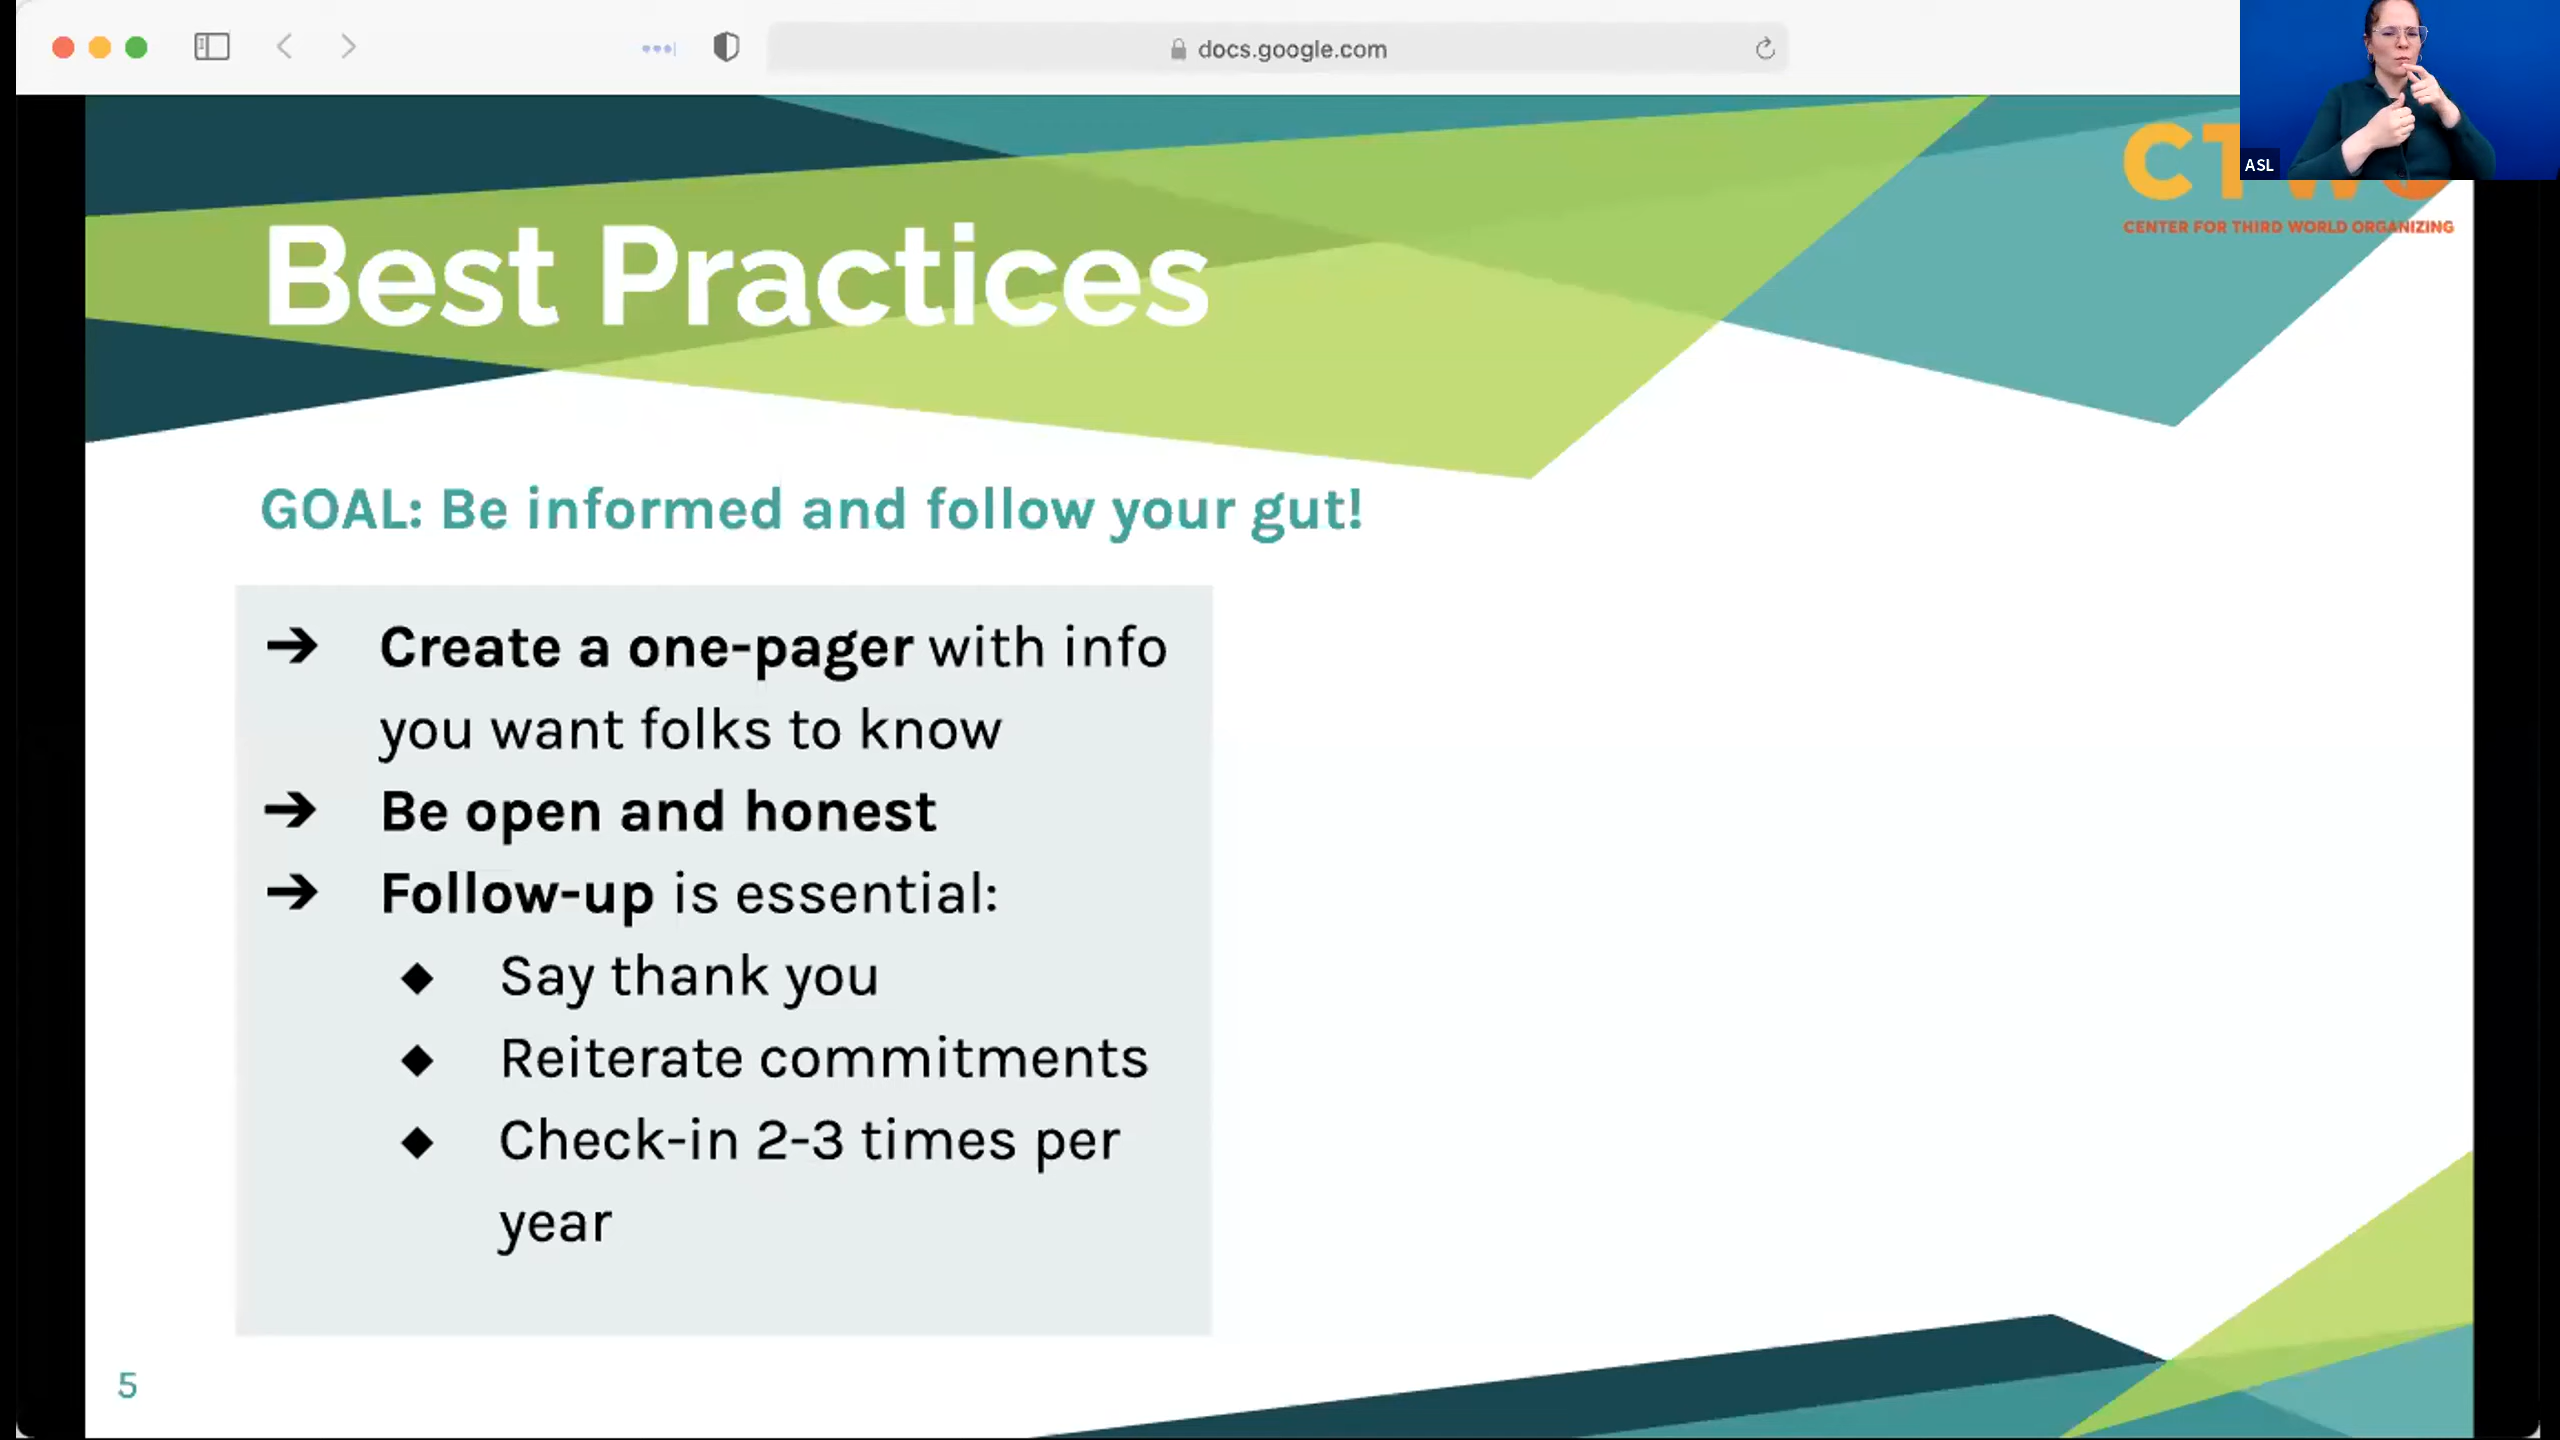 docs.google.com
ASL
CENTER FOR THIRD WORLD ORGANIZING
Best Practices
GOAL: Be informed and follow your gut!
➔ Create a one-pager with info
you want folks to know
➔ Be open and honest
➔ Follow-up is essential:
◆ Say thank you
◆ Reiterate commitments
◆ Check-in 2-3 times per
year
5